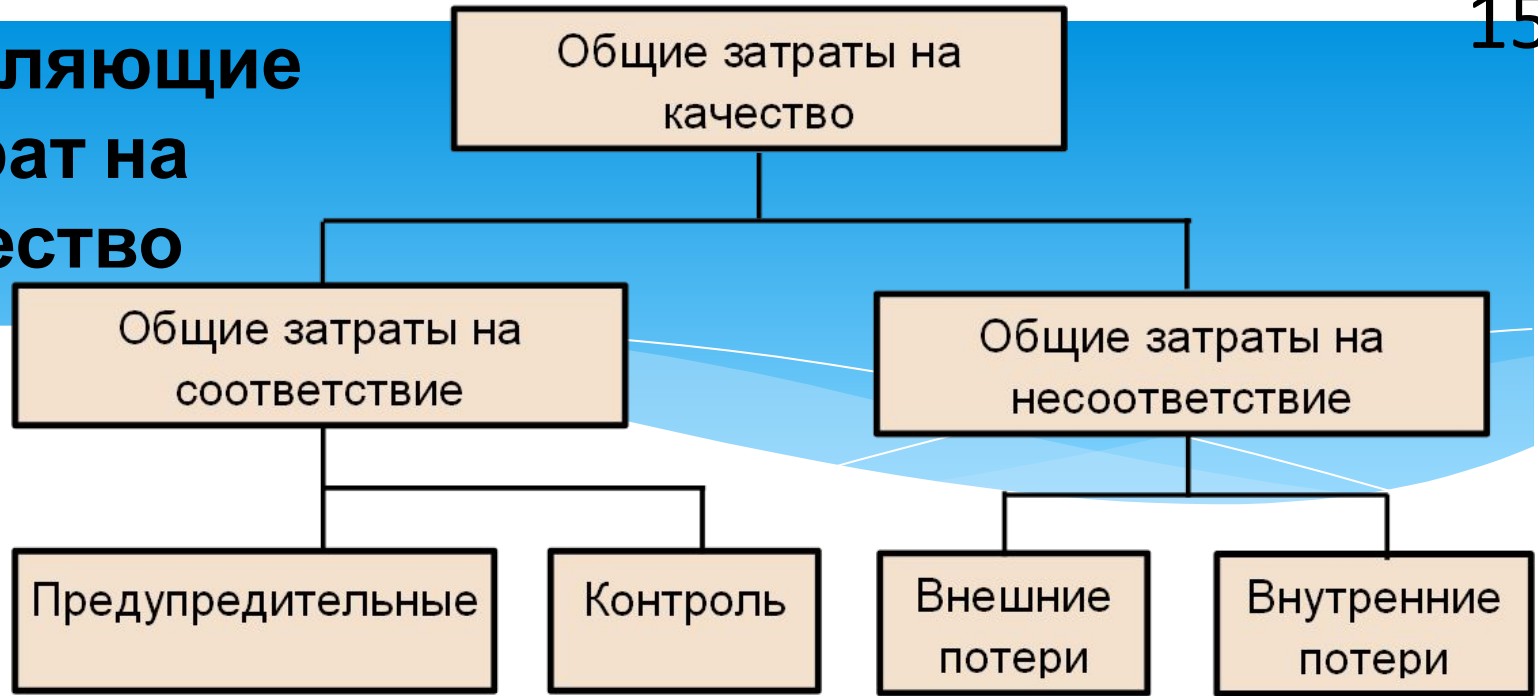 15
ляющие
рат на
ество
Общие затраты на
качество
Общие затраты на
соответствие
Общие затраты на
несоответствие
Предупредительные
Контроль
Внешние
потери
Внутренние
потери